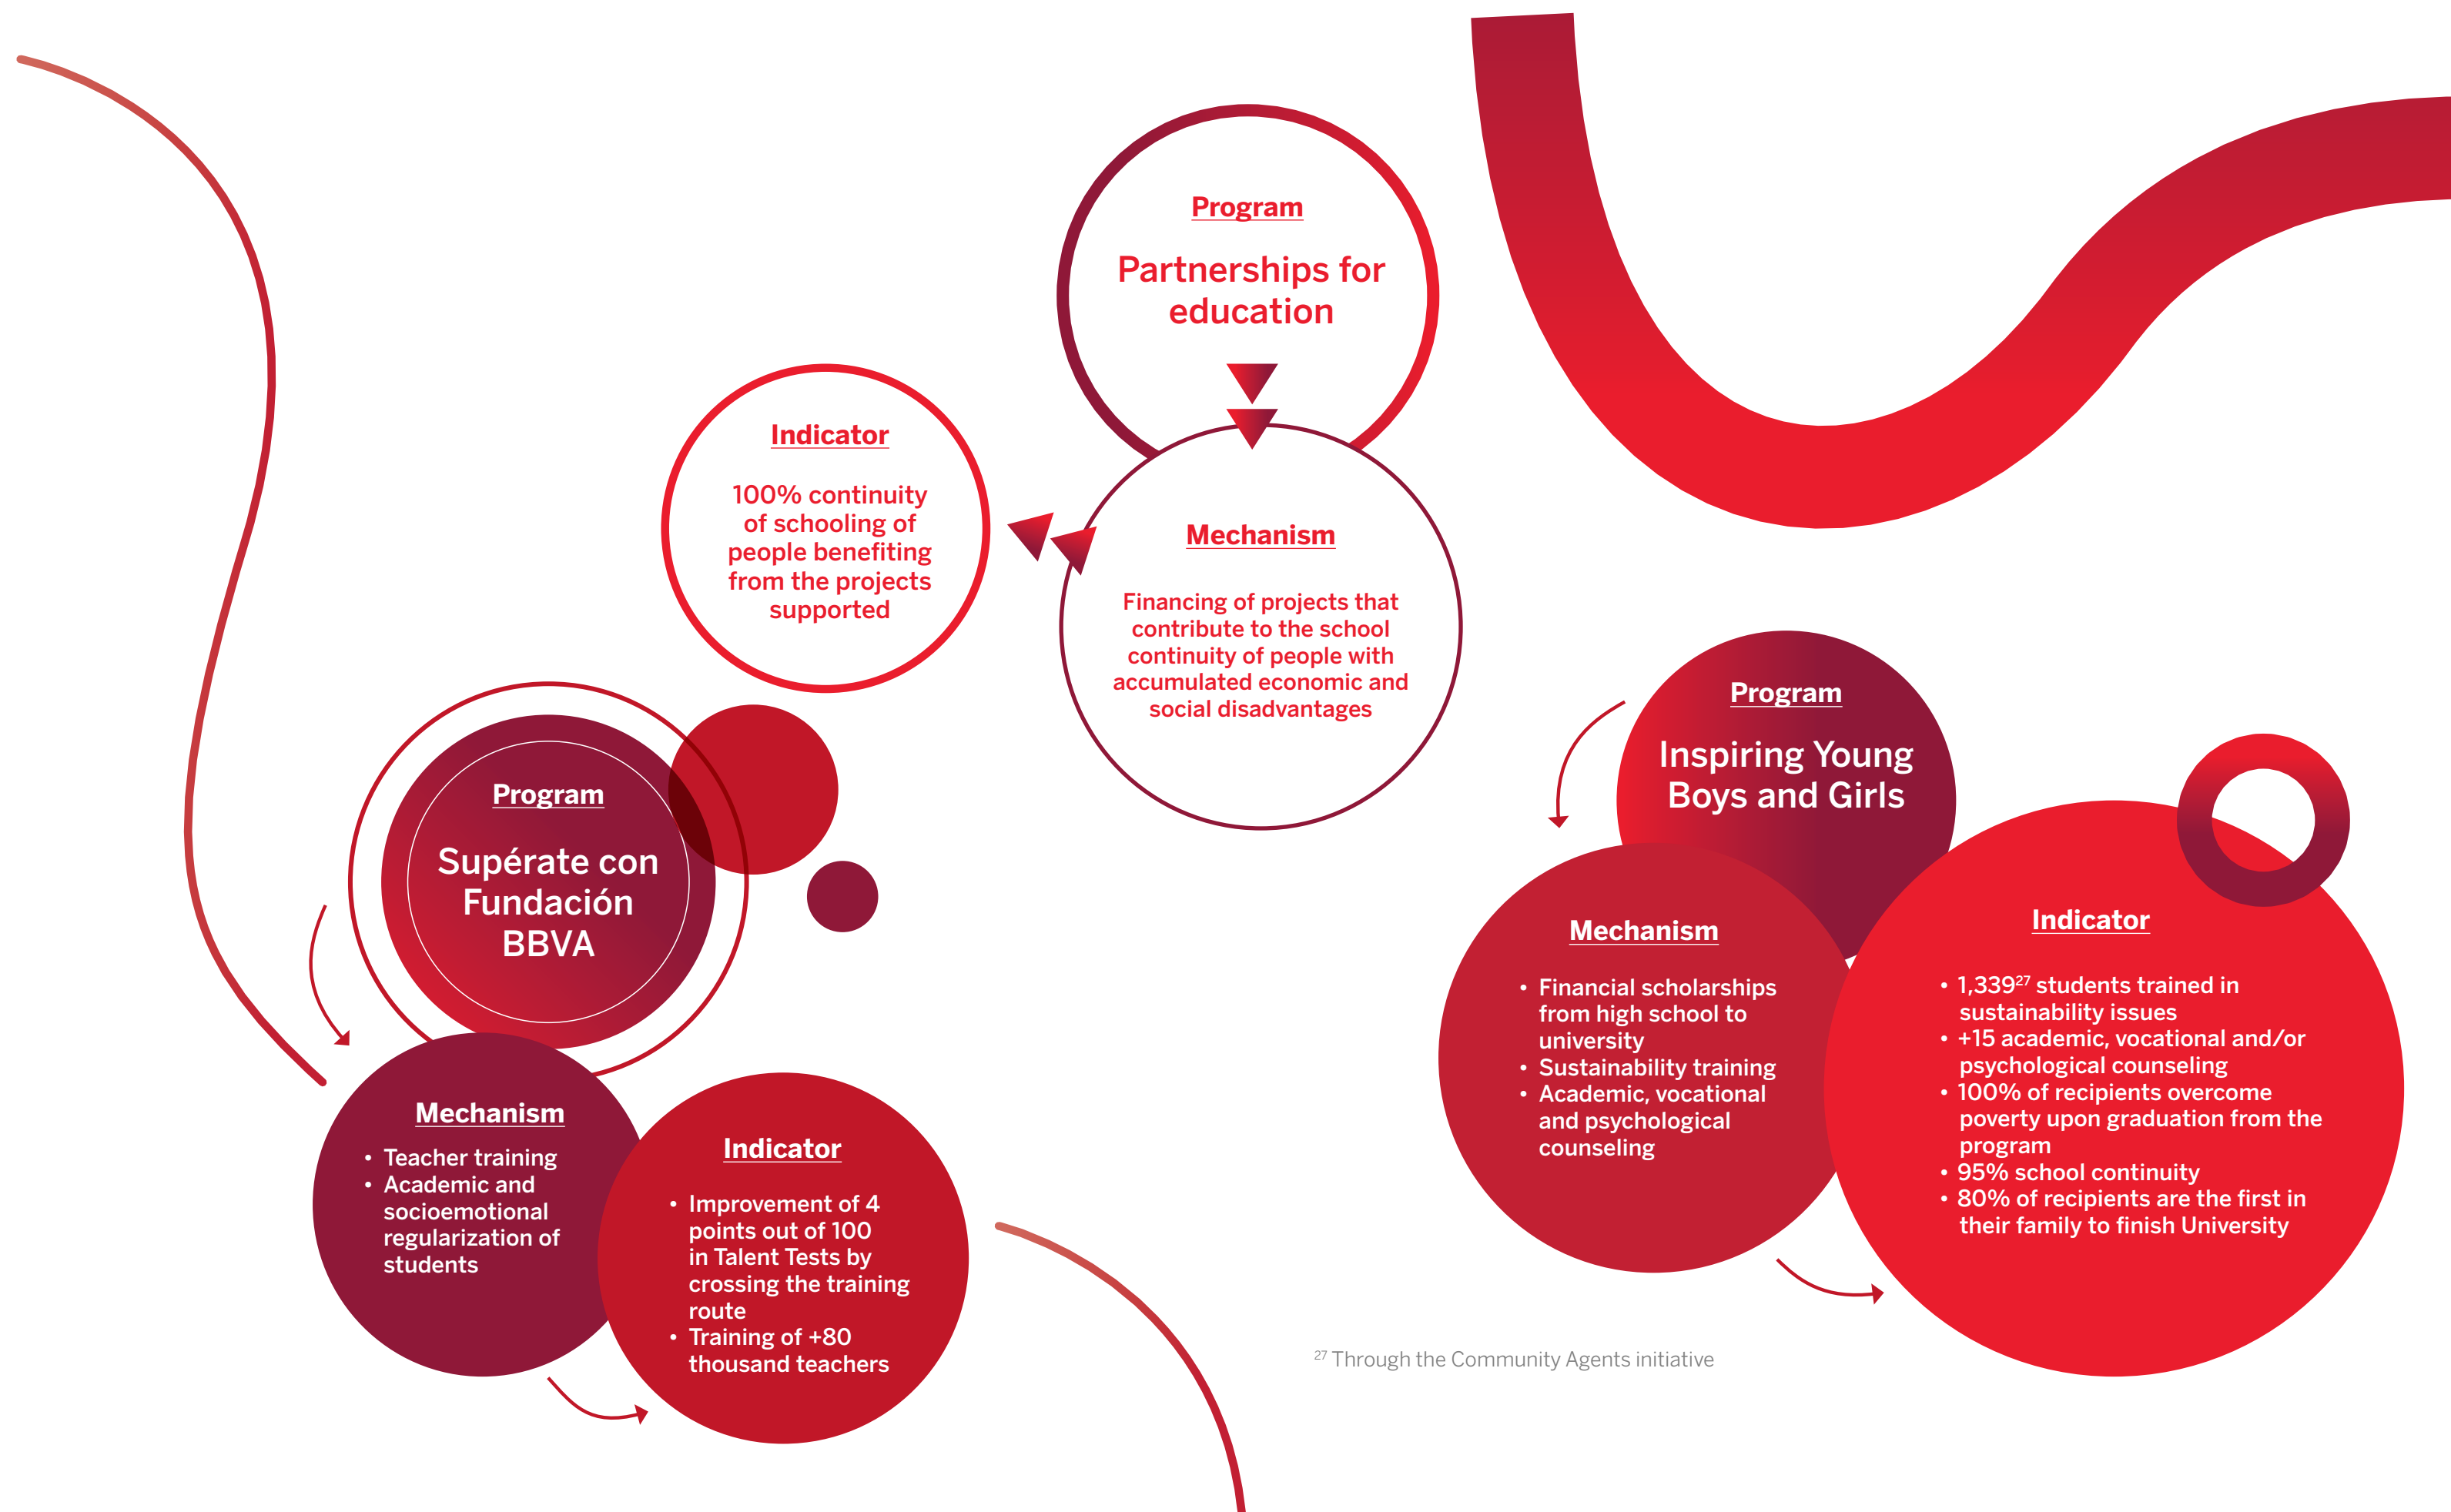 Program
Partnerships for
education
Mechanism
Financing of projects that
contribute to the school
continuity of people with
accumulated economic and
social disadvantages
Indicator
100% continuity
of schooling of
people benefiting
from the projects
supported
Program
Supérate con
Fundación
BBVA
Mechanism
• Teacher training
• Academic and
socioemotional
regularization of
students
Indicator
• Improvement of 4
points out of 100
in Talent Tests by
crossing the training
route
• Training of +80
thousand teachers
Program
Inspiring Young
Boys and Girls
Mechanism
• Financial scholarships
from high school to
university
• Sustainability training
• Academic, vocational
and psychological
counseling
Indicator
• 1,339²⁷ students trained in
sustainability issues
• +15 academic, vocational and/or
psychological counseling
• 100% of recipients overcome
poverty upon graduation from the
program
• 95% school continuity
• 80% of recipients are the first in
their family to finish University
²⁷ Through the Community Agents initiative